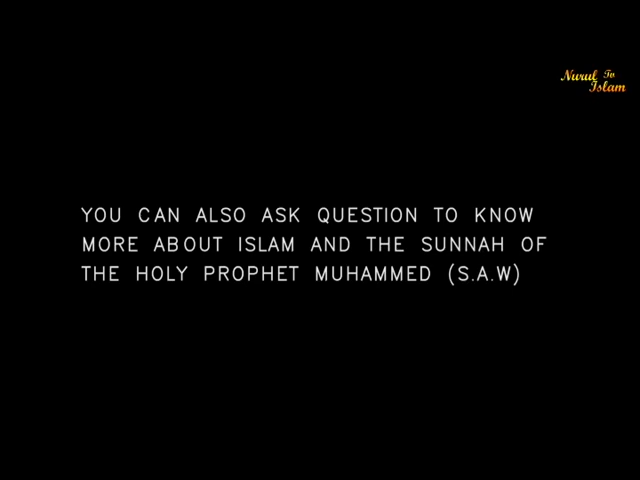 Nurul Tv
Islam
YOU CAN ALSO ASK QUESTION TO KNOW
MORE ABOUT ISLAM AND THE SUNNAH OF
THE HOLY PROPHET MUHAMMED (S.A.W)